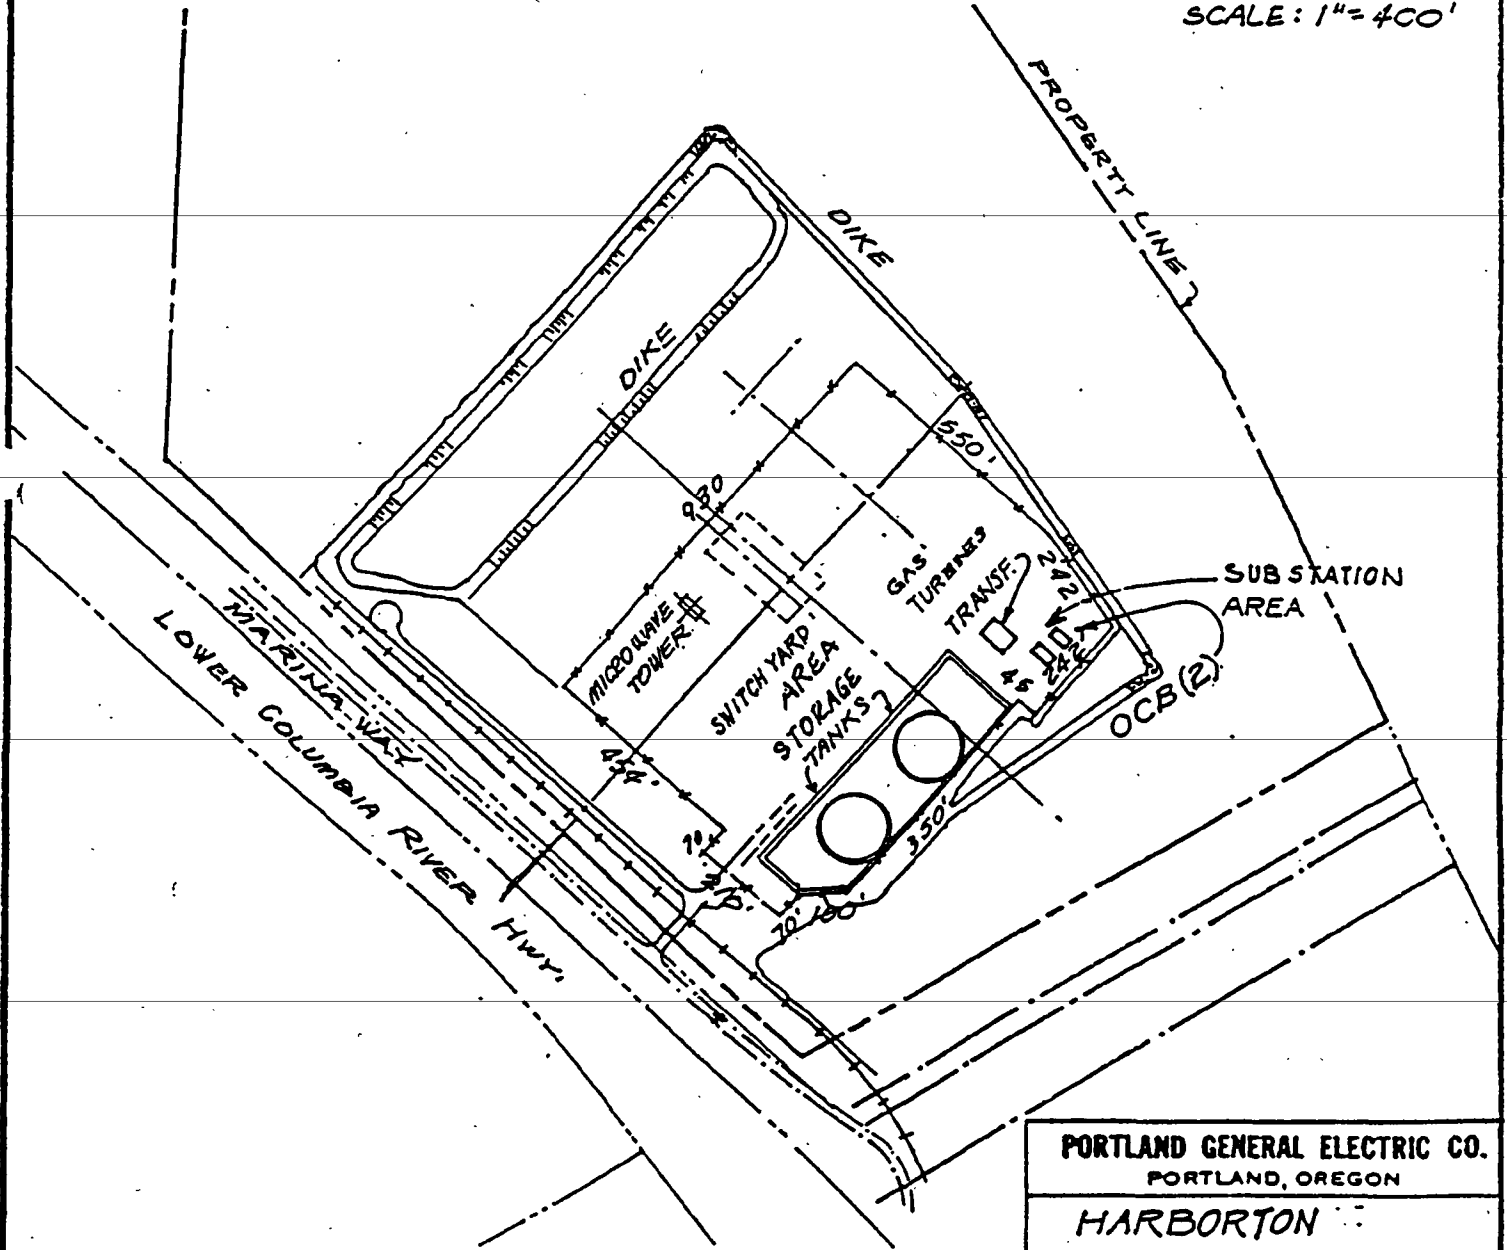 SCALE: 1"=400'
PROPERTY LINE
DIKE
DIKE
550'
930
GAS
TURBINES
TRANSF.
242
SUBSTATION
AREA
MICROWAVE
TOWER
SWITCH YARD
AREA
STORAGE
TANKS
45
OCB (2)
MARINA WAY
LOWER COLUMBIA RIVER HWY.
454'
350'
70'
100'
PORTLAND GENERAL ELECTRIC CO.
PORTLAND, OREGON
HARBORTON